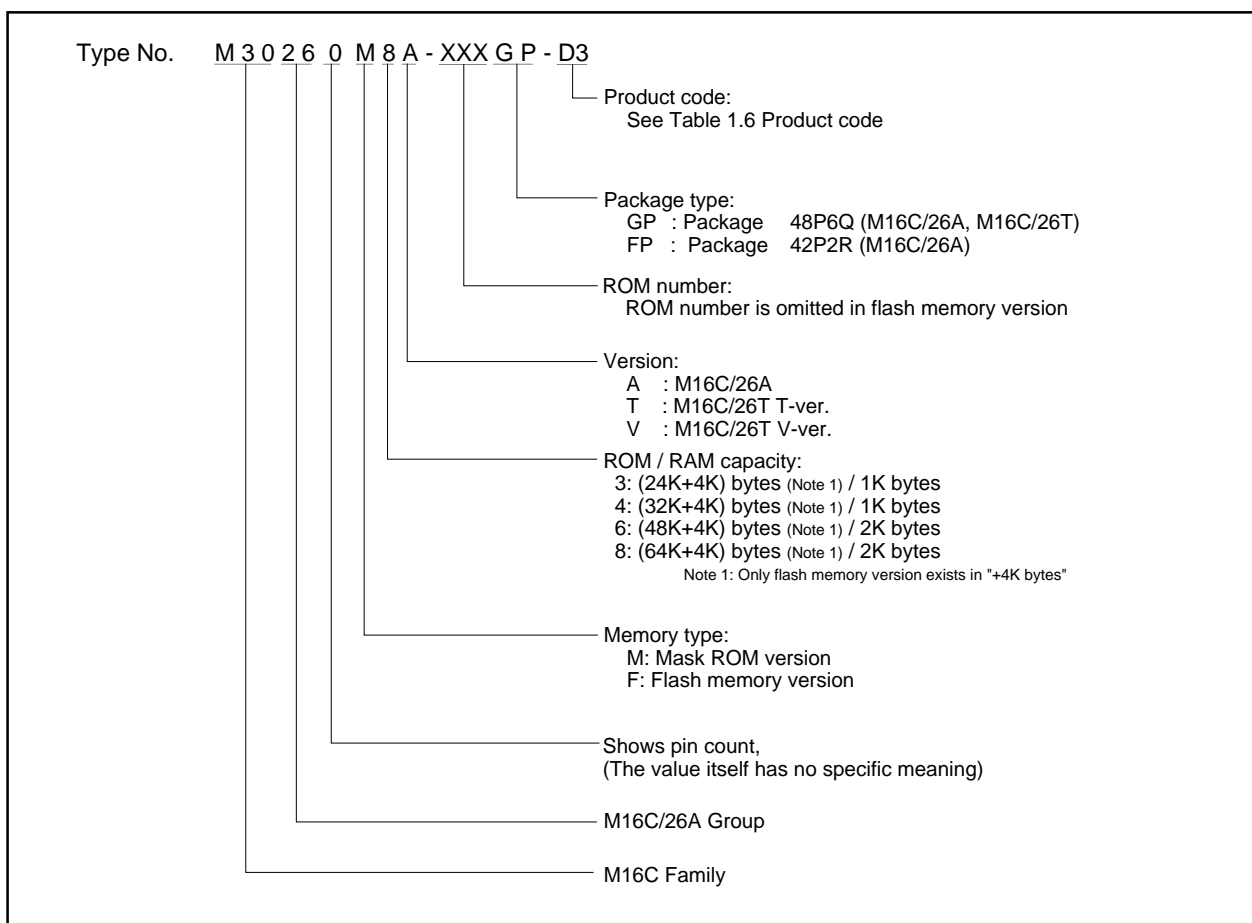 Type No. M 3 0 2 6 0 M 8 A - XXX G P - D3
Product code:
See Table 1.6 Product code
Package type:
GP : Package 48P6Q (M16C/26A, M16C/26T)
FP : Package 42P2R (M16C/26A)
ROM number:
ROM number is omitted in flash memory version
Version:
A : M16C/26A
T : M16C/26T T-ver.
V : M16C/26T V-ver.
ROM / RAM capacity:
3: (24K+4K) bytes (Note 1) / 1K bytes
4: (32K+4K) bytes (Note 1) / 1K bytes
6: (48K+4K) bytes (Note 1) / 2K bytes
8: (64K+4K) bytes (Note 1) / 2K bytes
Note 1: Only flash memory version exists in "+4K bytes"
Memory type:
M: Mask ROM version
F: Flash memory version
Shows pin count,
(The value itself has no specific meaning)
M16C/26A Group
M16C Family